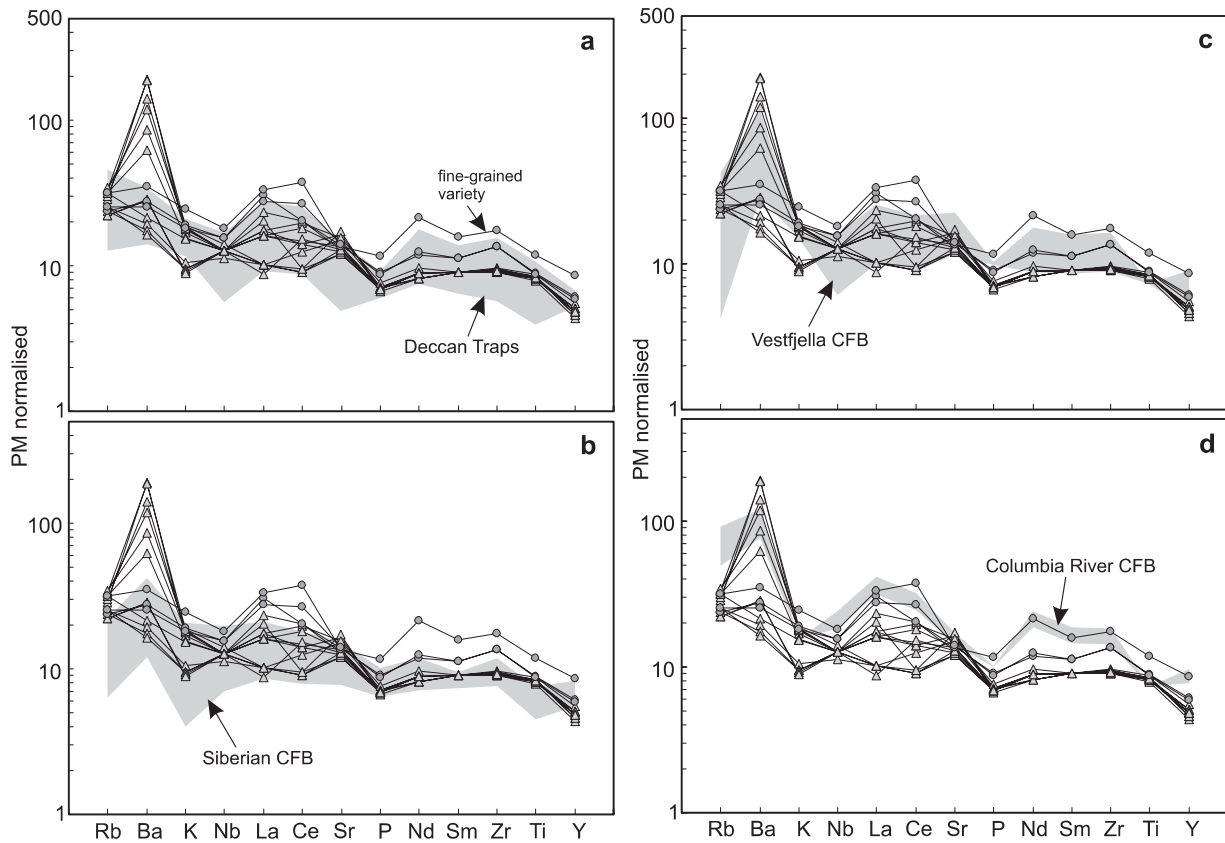 500
a
100
fine-grained
variety
10
Deccan Traps
1
PM normalised
500
c
100
10
Vestfjella CFB
1
PM normalised
b
100
10
Siberian CFB
1
Rb Ba K Nb La Ce Sr P Nd Sm Zr Ti Y
d
100
Columbia River CFB
10
1
Rb Ba K Nb La Ce Sr P Nd Sm Zr Ti Y